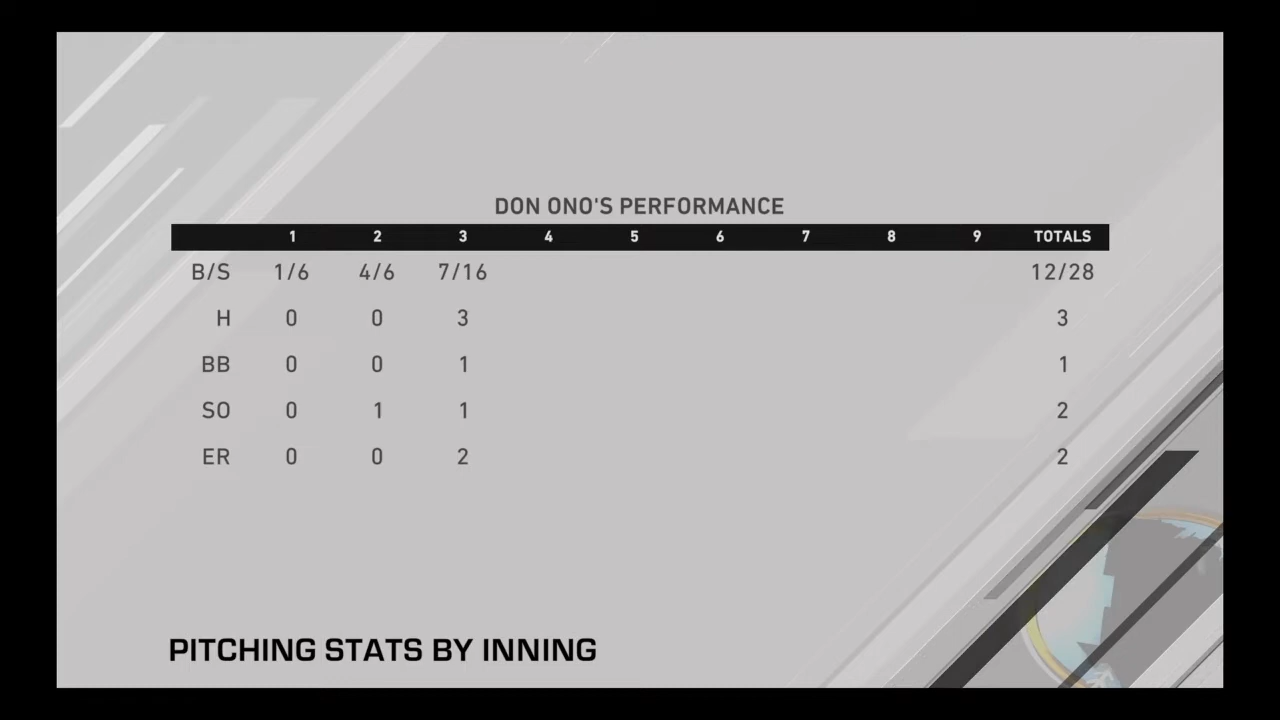 DON ONO'S PERFORMANCE
1 2 3 4 5 6 7 8 9 TOTALS
B/S 1/6 4/6 7/16 12/28
H 0 0 3 3
BB 0 0 1 1
SO 0 1 1 2
ER 0 0 2 2
PITCHING STATS BY INNING